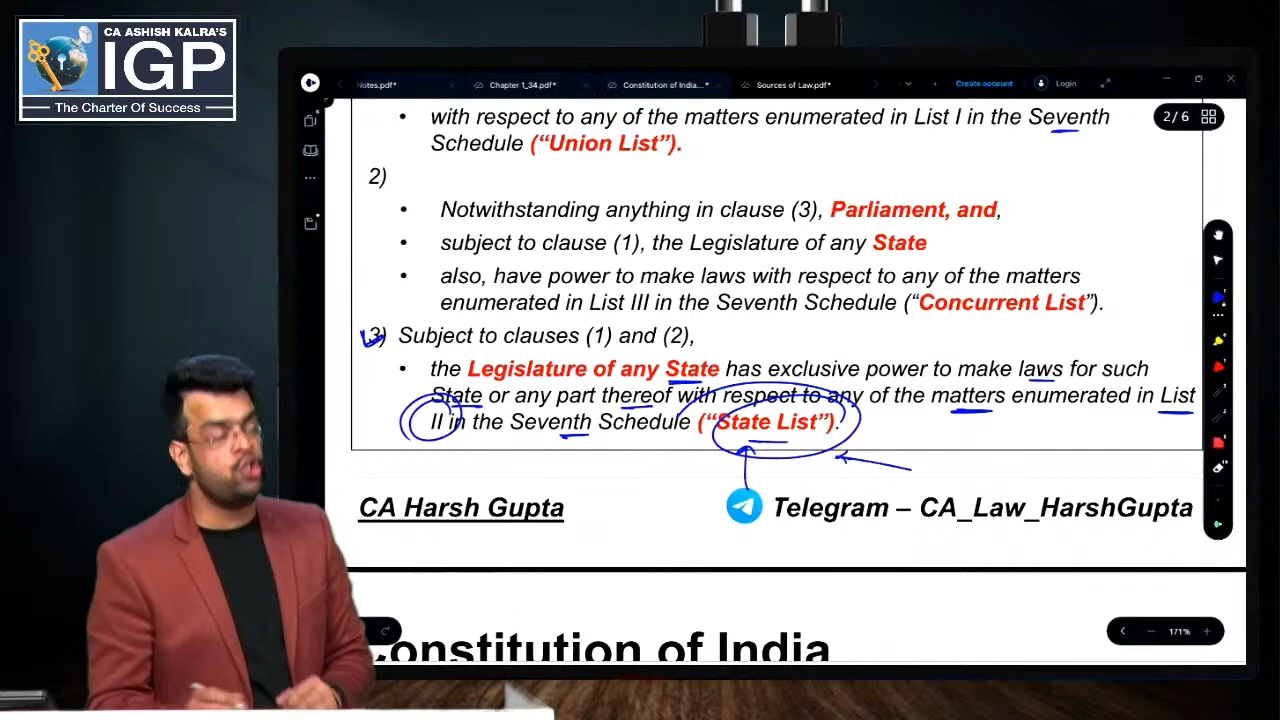 CA ASHISH KALRA'S
IGP
The Charter Of Success
Notes.pdf*
Chapter 1_34.pdf*
Constitution of India...*
Sources of Law.pdf*
Create account
Login
2/6
• with respect to any of the matters enumerated in List I in the Seventh
Schedule (“Union List”).
2)
• Notwithstanding anything in clause (3), Parliament, and,
• subject to clause (1), the Legislature of any State
• also, have power to make laws with respect to any of the matters
enumerated in List III in the Seventh Schedule (“Concurrent List”).
3) Subject to clauses (1) and (2),
• the Legislature of any State has exclusive power to make laws for such
State or any part thereof with respect to any of the matters enumerated in List
II in the Seventh Schedule (“State List”).
CA Harsh Gupta
Telegram – CA_Law_HarshGupta
Constitution of India
171%